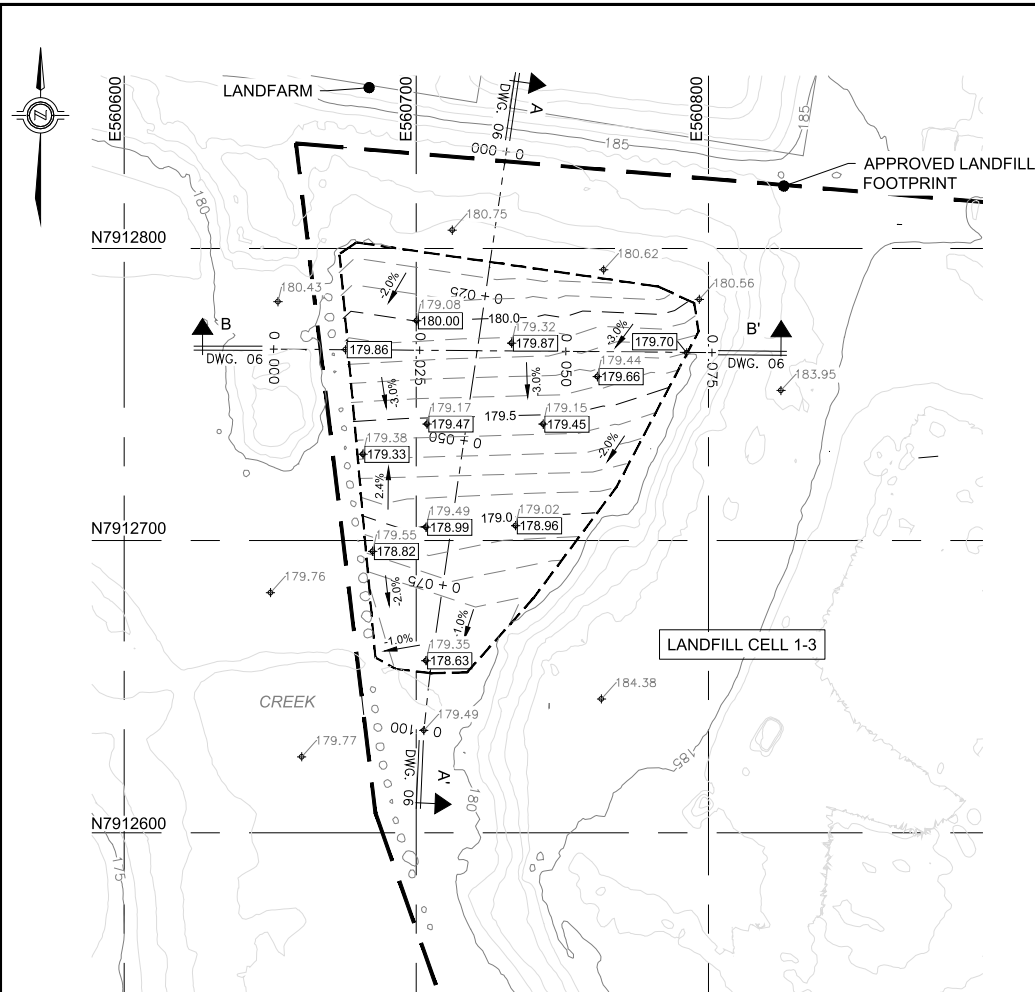 N
E560600
E560700
E560800
LANDFARM
DWG. 06
A
185
185
APPROVED LANDFILL
FOOTPRINT
0 + 000
180
N7912800
180.75
180.62
180.43
180.56
-2.0%
0 + 025
179.08
180.00
180.0
179.32
179.87
-3.0%
179.70
B
B'
DWG. 06
0 + 000
179.86
0 + 025
0 + 050
0 + 075
DWG. 06
179.44
179.66
183.95
-3.0%
-3.0%
179.17
179.47
179.5
179.15
179.45
0 + 050
-2.0%
179.38
179.33
2.4%
179.49
178.99
179.0
179.02
178.96
N7912700
179.55
178.82
179.76
0 + 075
-2.0%
-1.0%
-1.0%
179.35
178.63
LANDFILL CELL 1-3
184.38
CREEK
179.49
0 + 100
179.77
DWG. 06
A'
180
185
N7912600
175